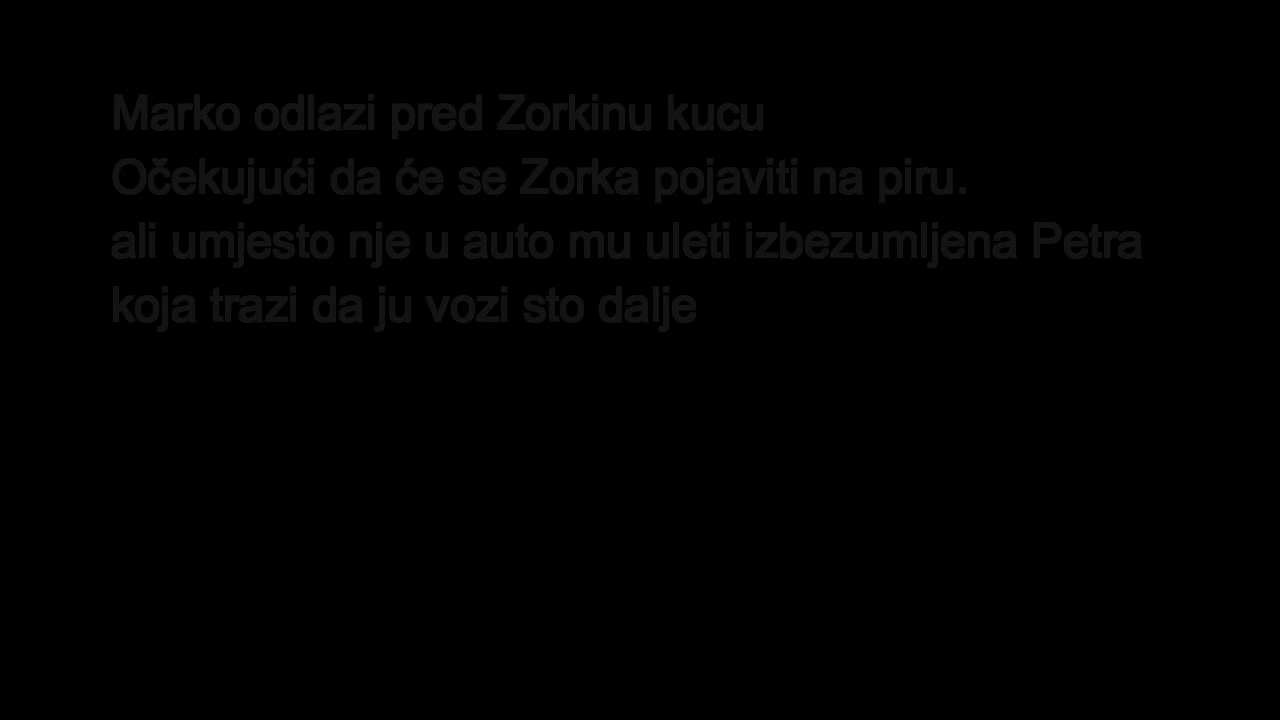 Marko odlazi pred Zorkinu kucu
Očekujući da će se Zorka pojaviti na piru.
ali umjesto nje u auto mu uleti izbezumljena Petra
koja trazi da ju vozi sto dalje